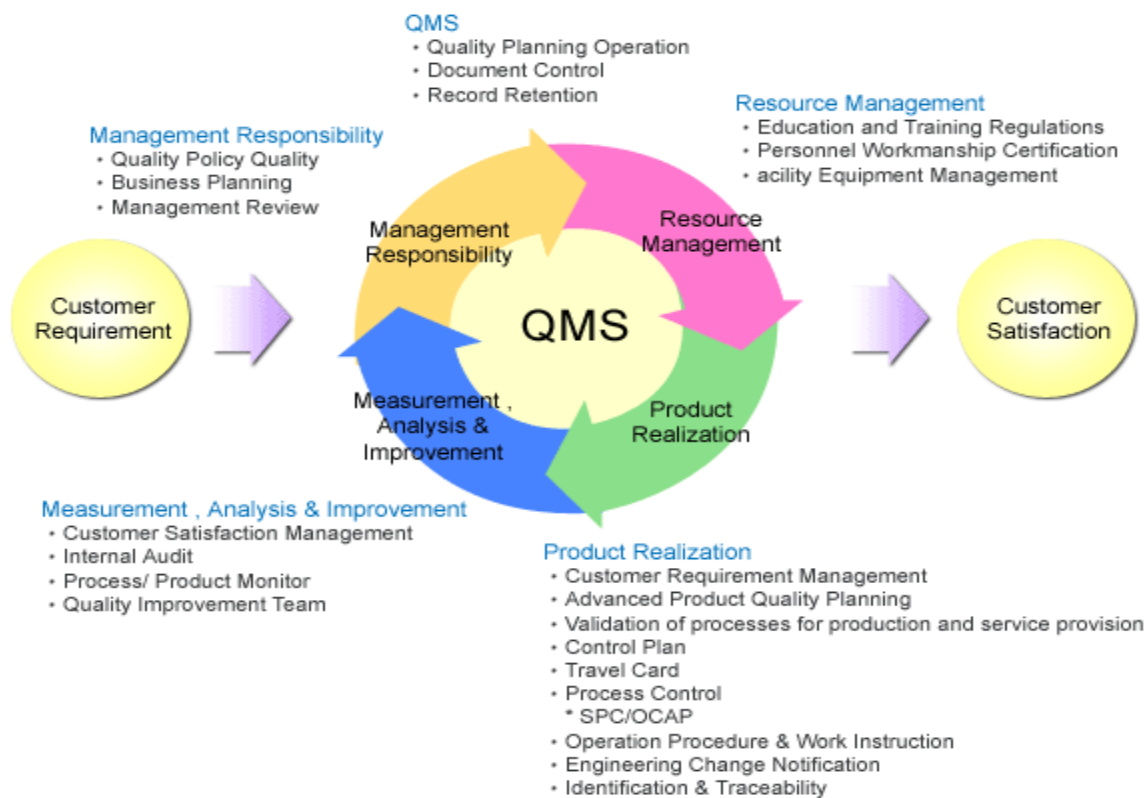 QMS
• Quality Planning Operation
• Document Control
• Record Retention
Management Responsibility
• Quality Policy Quality
• Business Planning
• Management Review
Resource Management
• Education and Training Regulations
• Personnel Workmanship Certification
• acility Equipment Management
Customer
Requirement
Management
Responsibility
Resource
Management
QMS
Measurement ,
Analysis &
Improvement
Product
Realization
Customer
Satisfaction
Measurement , Analysis & Improvement
• Customer Satisfaction Management
• Internal Audit
• Process/ Product Monitor
• Quality Improvement Team
Product Realization
• Customer Requirement Management
• Advanced Product Quality Planning
• Validation of processes for production and service provision
• Control Plan
• Travel Card
• Process Control
* SPC/OCAP
• Operation Procedure & Work Instruction
• Engineering Change Notification
• Identification & Traceability